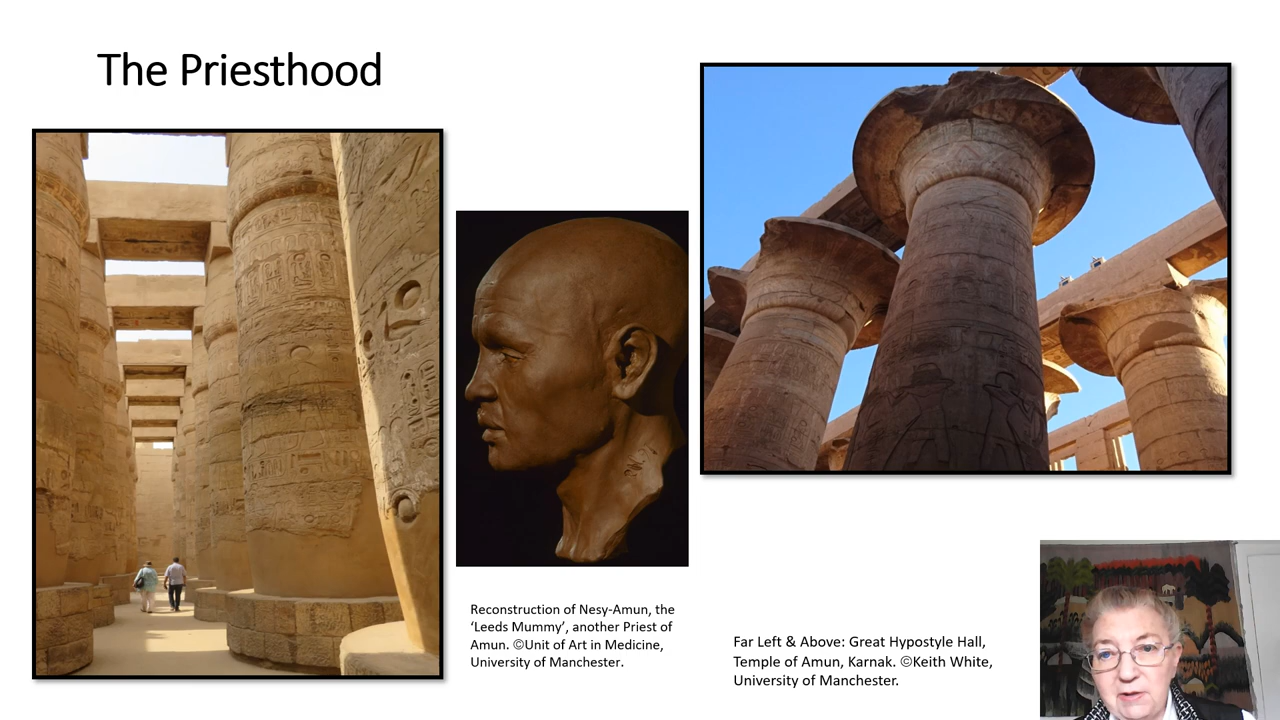 The Priesthood
Reconstruction of Nesy-Amun, the
‘Leeds Mummy’, another Priest of
Amun. ©Unit of Art in Medicine,
University of Manchester.
Far Left & Above: Great Hypostyle Hall,
Temple of Amun, Karnak. ©Keith White,
University of Manchester.